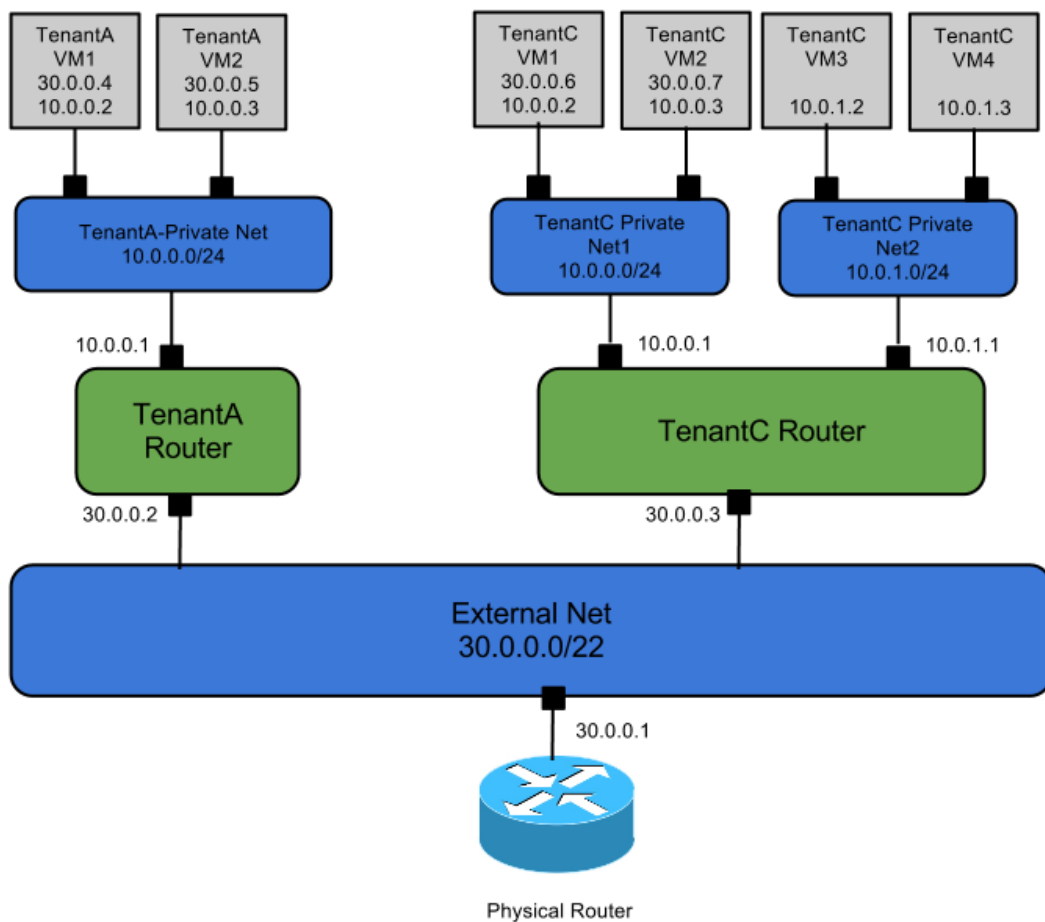 TenantA
VM1
30.0.0.4
10.0.0.2
TenantA
VM2
30.0.0.5
10.0.0.3
TenantC
VM1
30.0.0.6
10.0.0.2
TenantC
VM2
30.0.0.7
10.0.0.3
TenantC
VM3
10.0.1.2
TenantC
VM4
10.0.1.3
TenantA-Private Net
10.0.0.0/24
TenantC Private
Net1
10.0.0.0/24
TenantC Private
Net2
10.0.1.0/24
10.0.0.1
10.0.0.1
10.0.1.1
TenantA
Router
TenantC Router
30.0.0.2
30.0.0.3
External Net
30.0.0.0/22
30.0.0.1
Physical Router